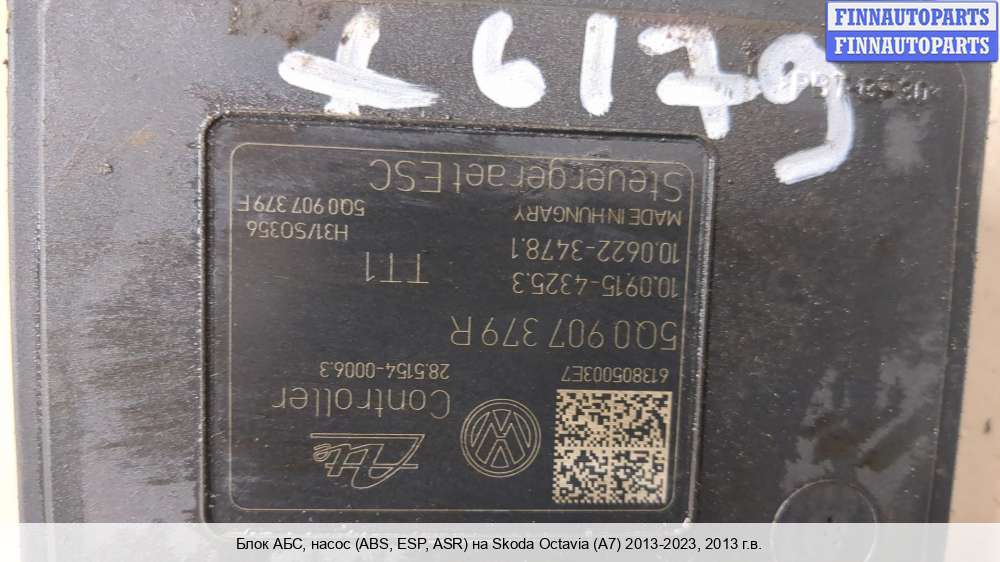 FINNAUTOPARTS
FINNAUTOPARTS
+ 6179
Ate
Controller
28.5154-0006.3
613805003E7
5Q0 907 379 R
10.0915-4325.3
10.0622-3478.1
MADE IN HUNGARY
Steuergeraet ESC
TT1
H31/S0356
5Q0 907 379 F
Блок АБС, насос (ABS, ESP, ASR) на Skoda Octavia (A7) 2013-2023, 2013 г.в.